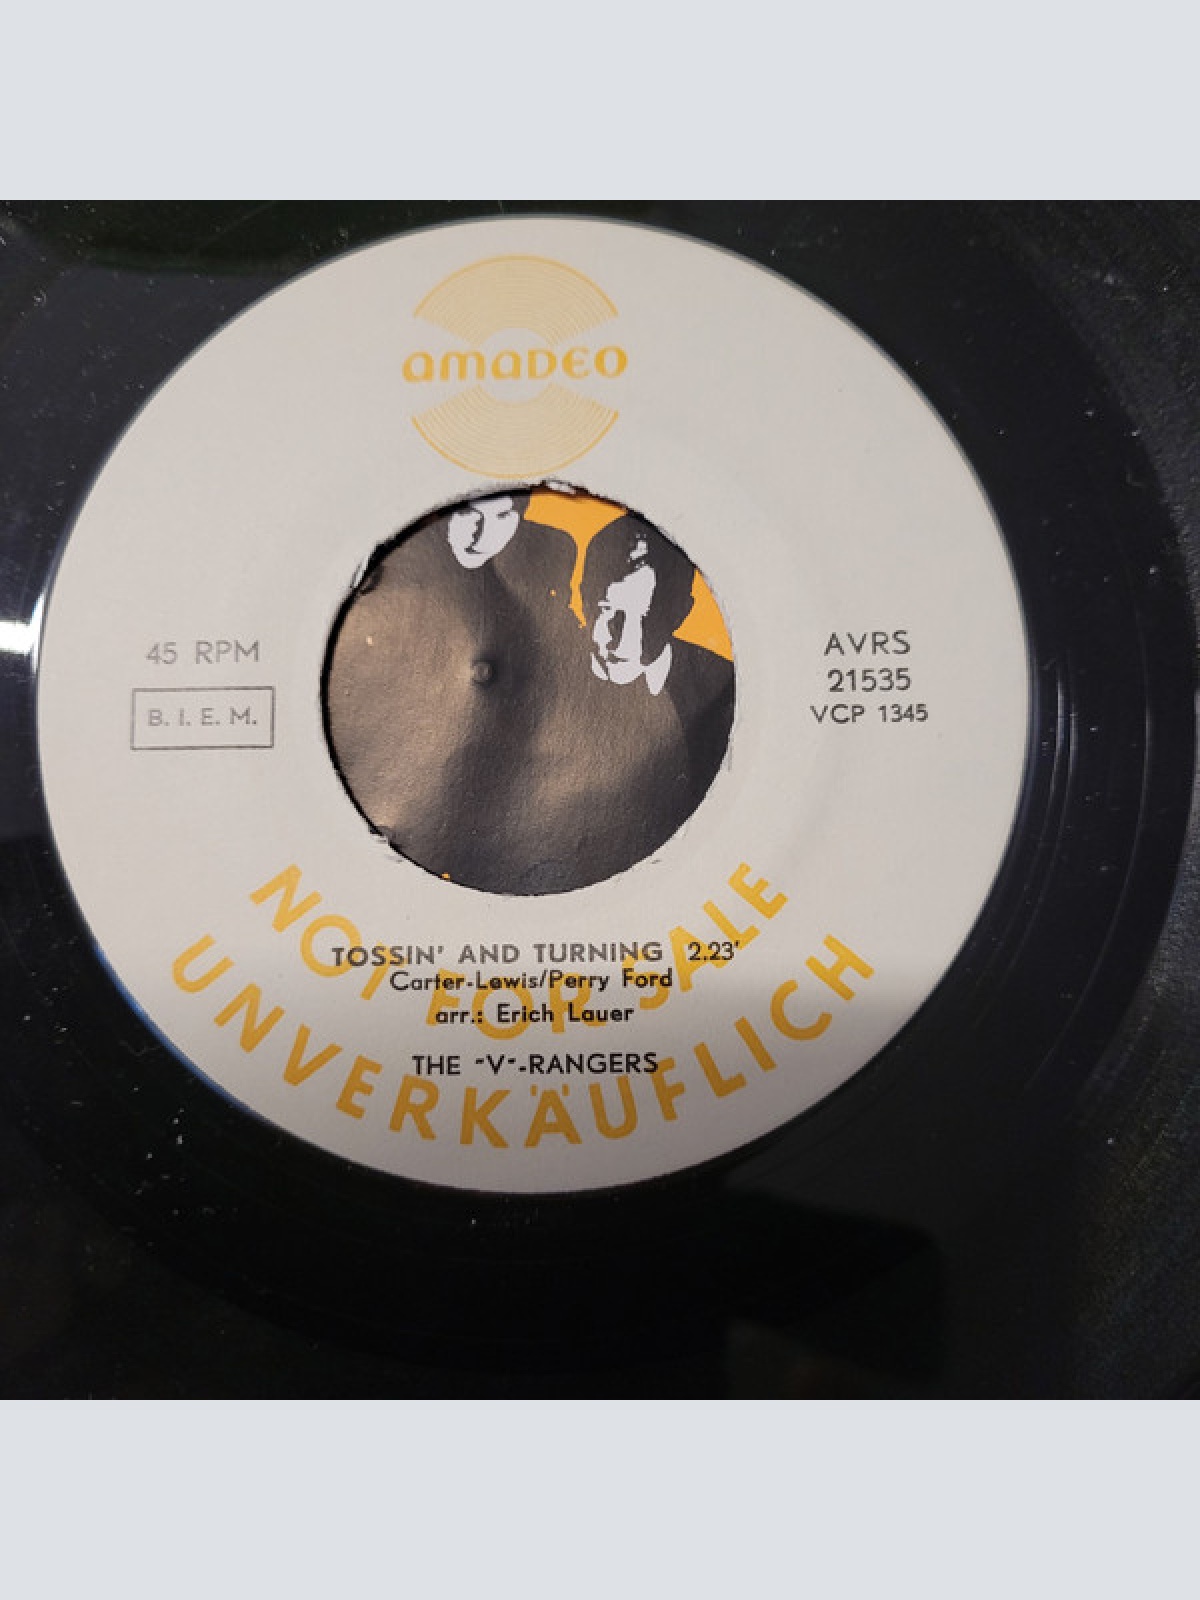 amadeo
45 RPM
B. I. E. M.
AVRS
21535
VCP 1345
NOT FOR SALE
TOSSIN' AND TURNING 2.23'
Carter-Lewis/Perry Ford
arr.: Erich Lauer
THE "V"-RANGERS
UNVERKÄUFLICH